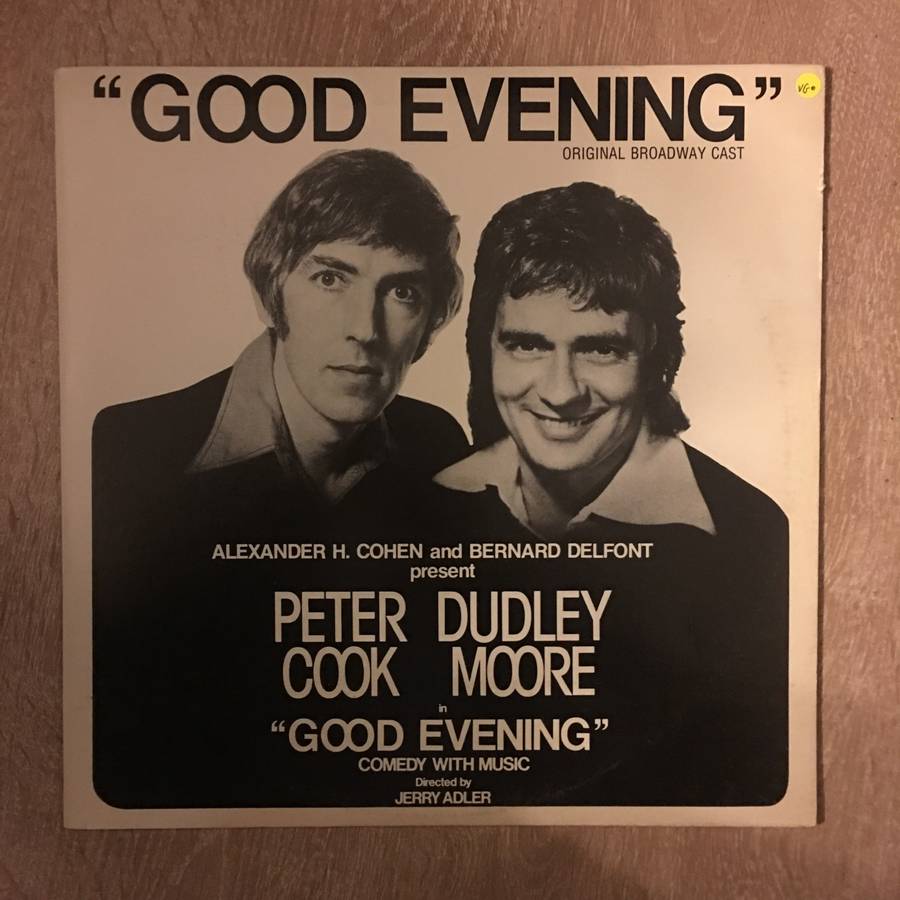 “GOOD EVENING”
VG+
ORIGINAL BROADWAY CAST
ALEXANDER H. COHEN and BERNARD DELFONT
present
PETER DUDLEY
COOK MOORE
in
“GOOD EVENING”
COMEDY WITH MUSIC
Directed by
JERRY ADLER